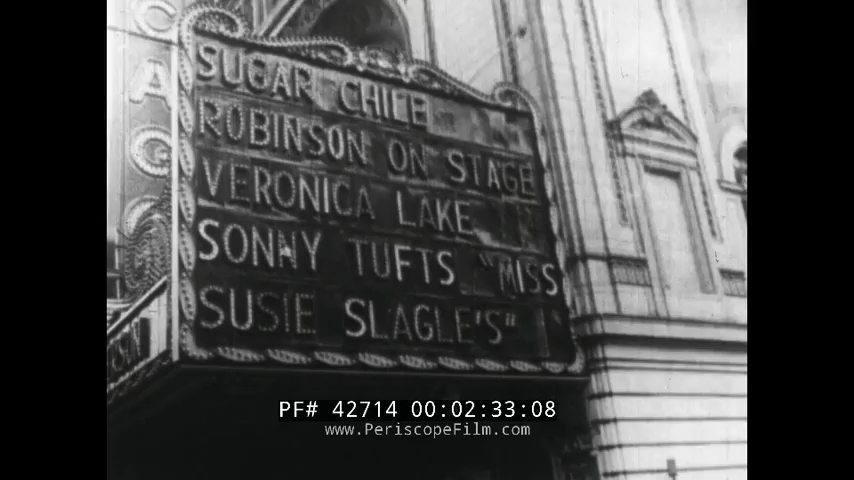 CAGO
SUGAR CHILE
ROBINSON ON STAGE
VERONICA LAKE
SONNY TUFTS "MISS
SUSIE SLAGLE'S"
PF# 42714 00:02:33:08
www.PeriscopeFilm.com